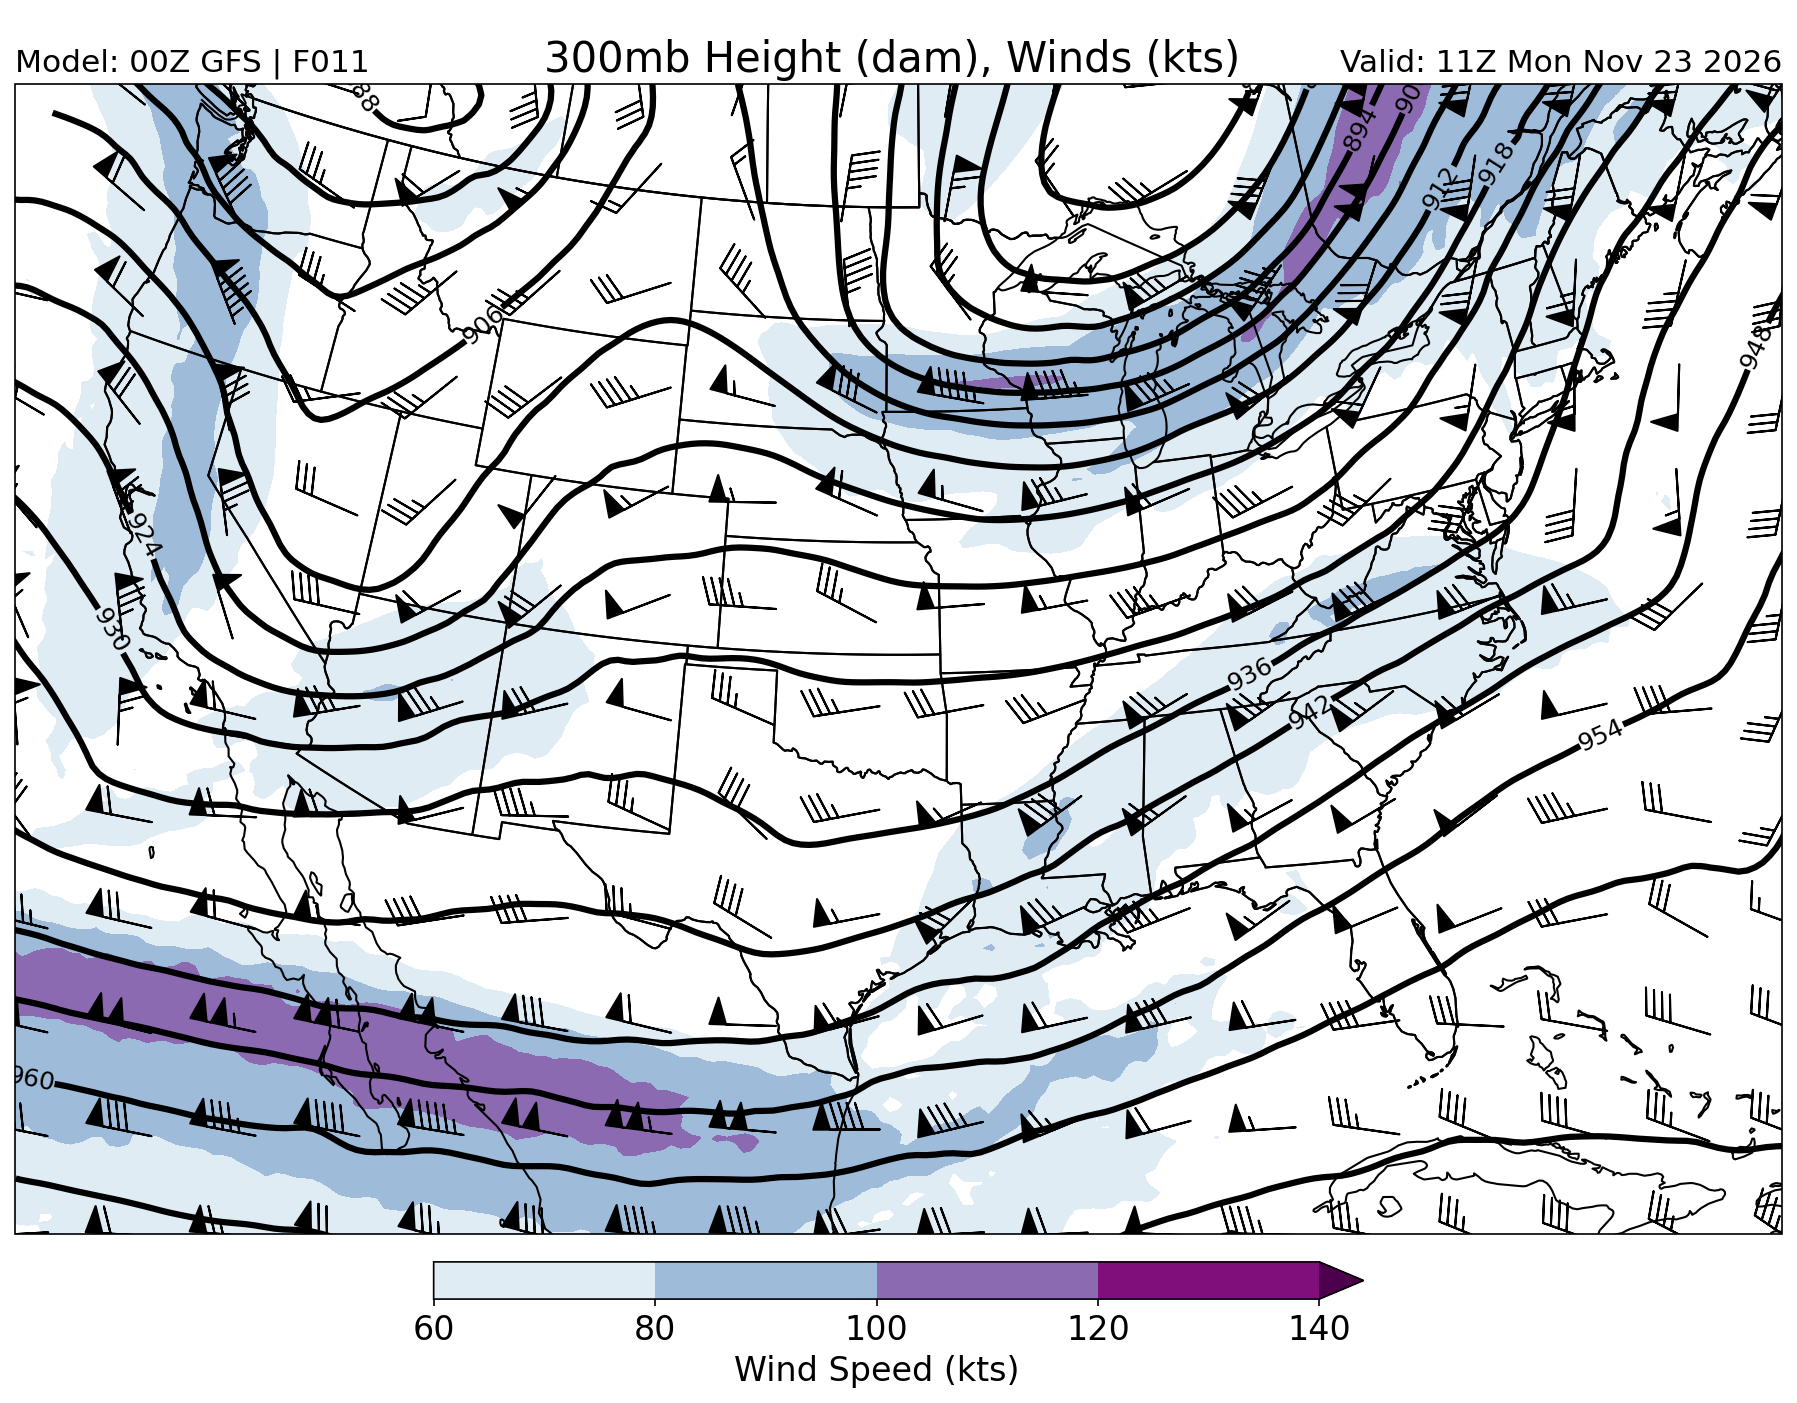 Model: 00Z GFS | F011
300mb Height (dam), Winds (kts)
Valid: 11Z Mon Nov 23 2026
894
912
918
906
948
924
930
936
942
954
960
60 80 100 120 140
Wind Speed (kts)